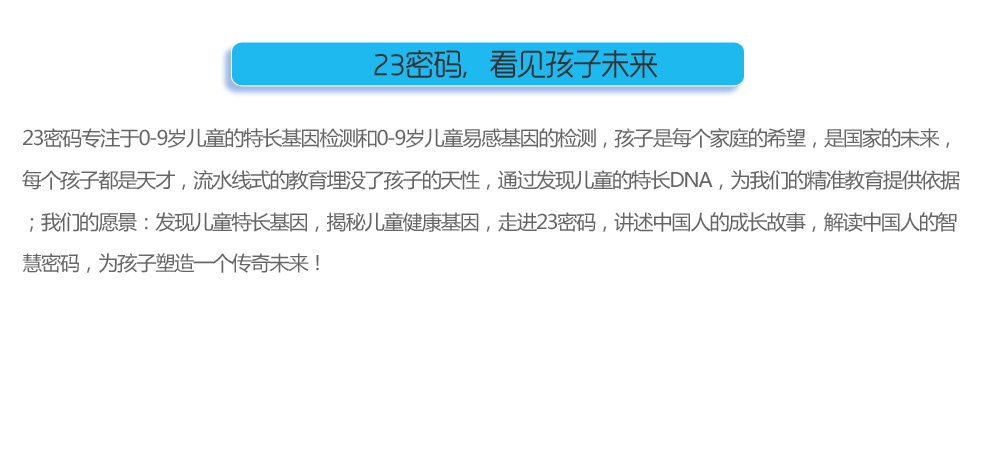 23密码，看见孩子未来
23密码专注于0-9岁儿童的特长基因检测和0-9岁儿童易感基因的检测，孩子是每个家庭的希望，是国家的未来，
每个孩子都是天才，流水线式的教育埋没了孩子的天性，通过发现儿童的特长DNA，为我们的精准教育提供依据
；我们的愿景：发现儿童特长基因，揭秘儿童健康基因，走进23密码，讲述中国人的成长故事，解读中国人的智
慧密码，为孩子塑造一个传奇未来！